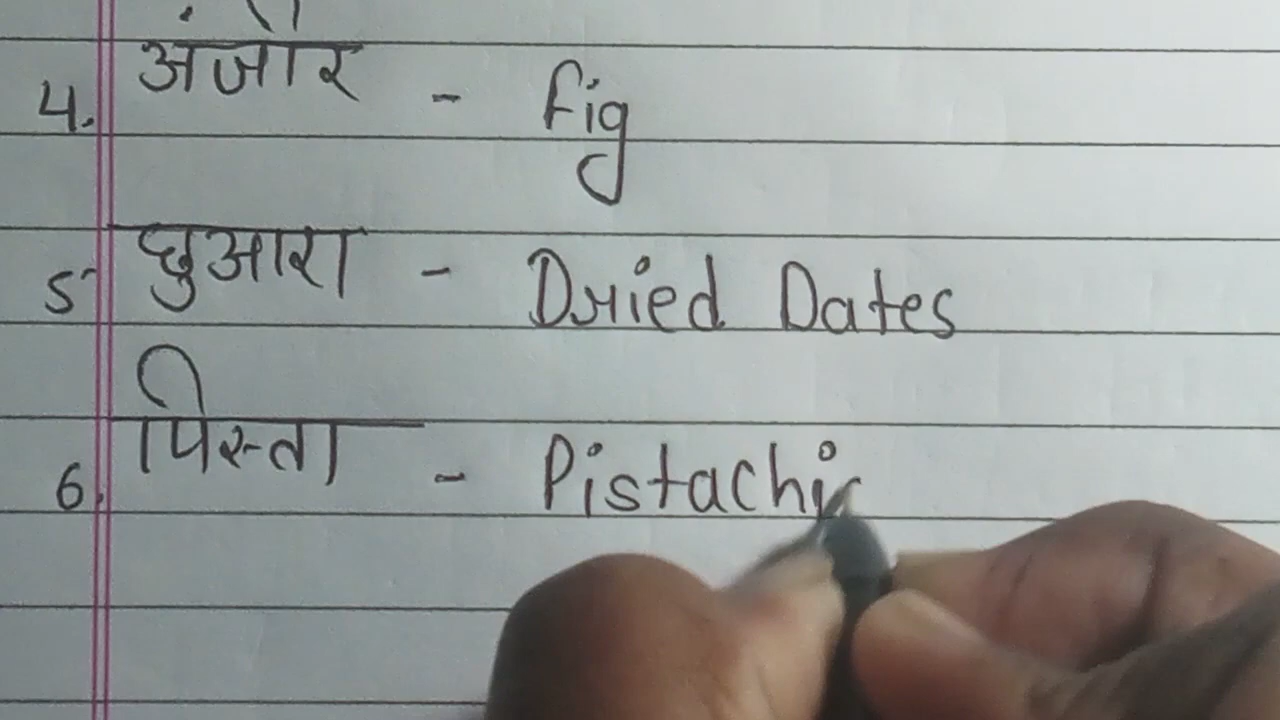 4. अंजीर - Fig
5 छुआरा - Dried Dates
6. पिस्ता - Pistachi